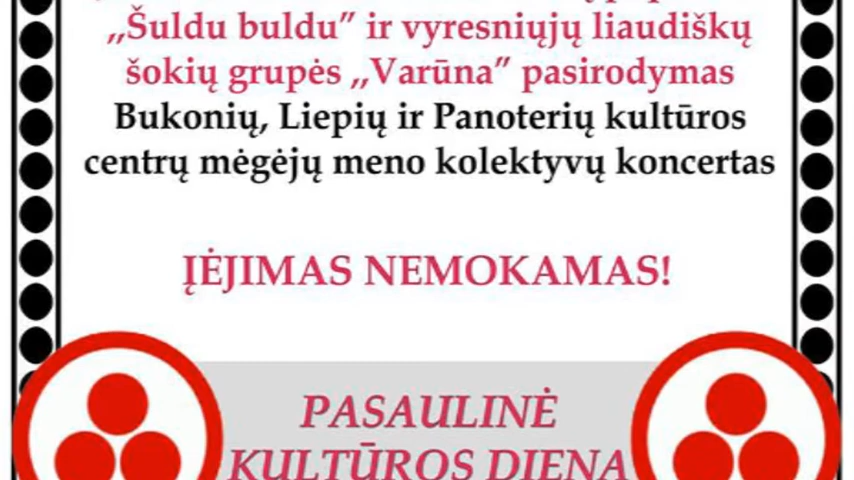 „Šuldu buldu” ir vyresniųjų liaudiškų
šokių grupės „Varūna” pasirodymas
Bukonių, Liepių ir Panoterių kultūros
centrų mėgėjų meno kolektyvų koncertas
ĮĖJIMAS NEMOKAMAS!
PASAULINĖ
KULTŪROS DIENA